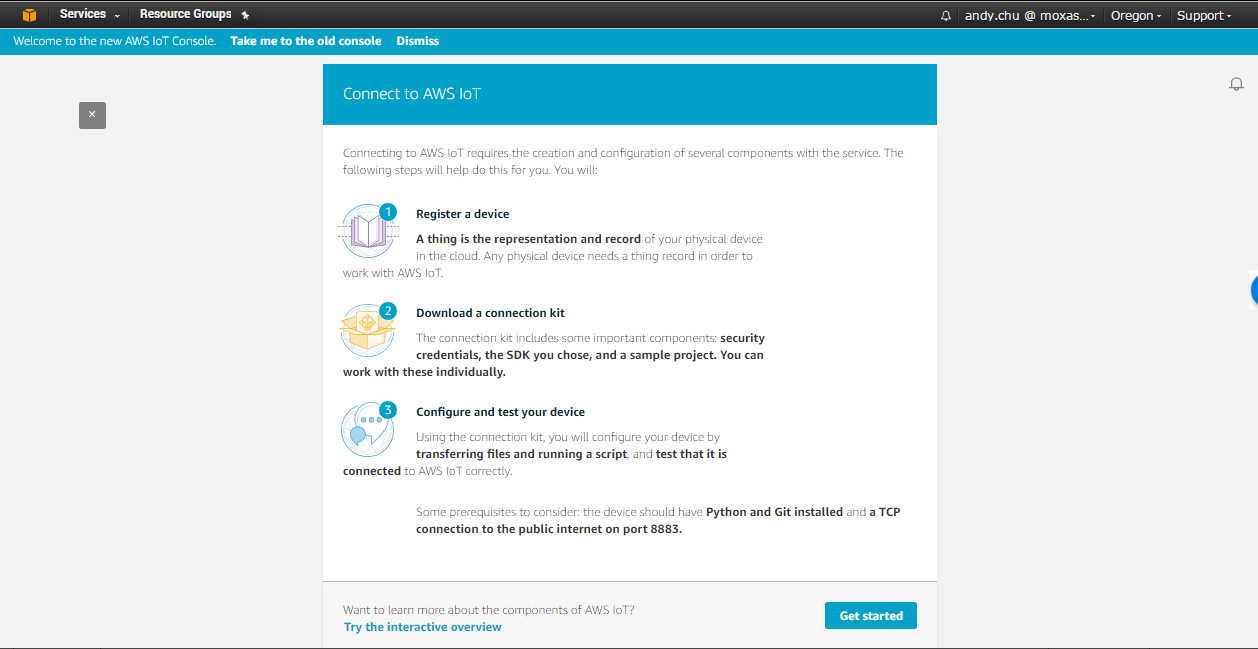 Services Resource Groups andy.chu @ moxas... Oregon Support
Welcome to the new AWS IoT Console. Take me to the old console Dismiss
Connect to AWS IoT
Connecting to AWS IoT requires the creation and configuration of several components with the service. The
following steps will help do this for you. You will:
1
Register a device
A thing is the representation and record of your physical device
in the cloud. Any physical device needs a thing record in order to
work with AWS IoT.
2
Download a connection kit
The connection kit includes some important components: security
credentials, the SDK you chose, and a sample project. You can
work with these individually.
3
Configure and test your device
Using the connection kit, you will configure your device by
transferring files and running a script, and test that it is
connected to AWS IoT correctly.
Some prerequisites to consider: the device should have Python and Git installed and a TCP
connection to the public internet on port 8883.
Want to learn more about the components of AWS IoT?
Try the interactive overview
Get started